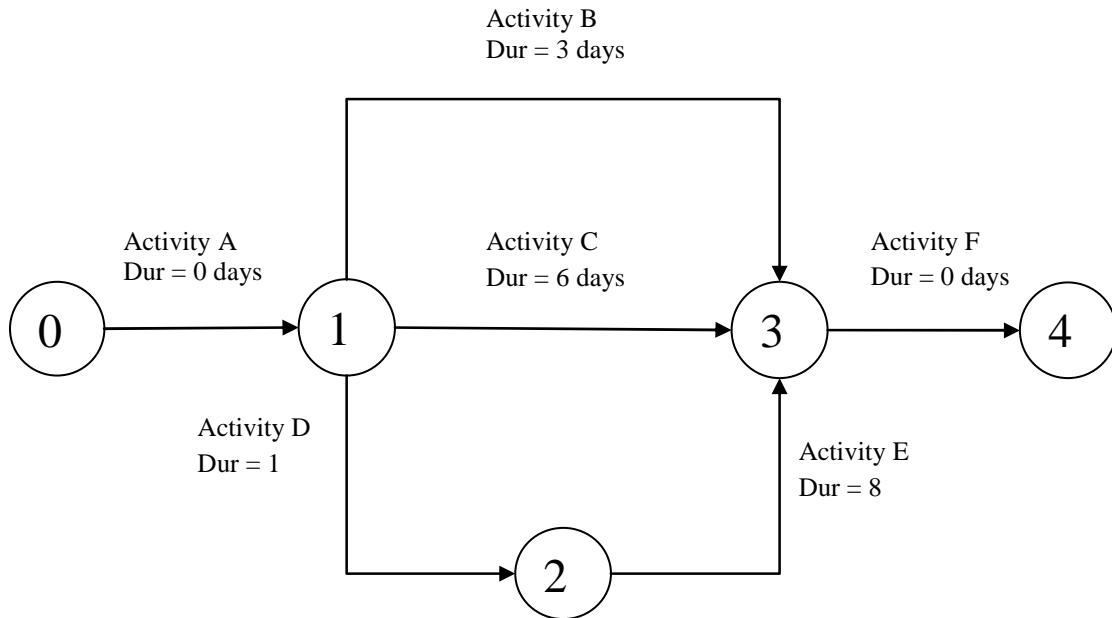 Activity B
Dur = 3 days
Activity A
Dur = 0 days
Activity C
Dur = 6 days
Activity F
Dur = 0 days
0
1
3
4
Activity D
Dur = 1
Activity E
Dur = 8
2